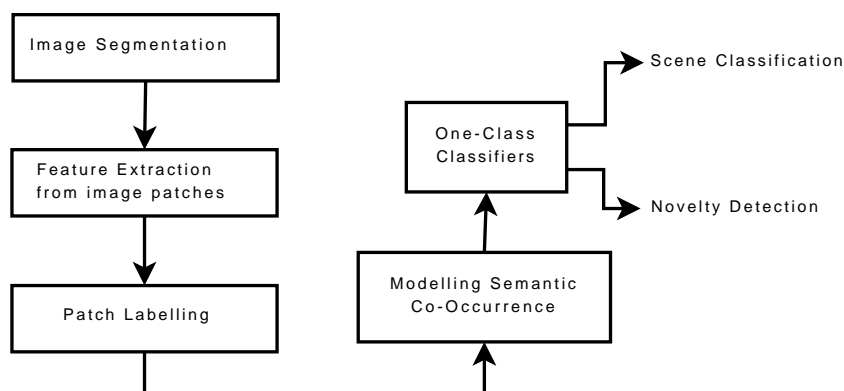 Image Segmentation
Feature Extraction
from image patches
Patch Labelling
Modelling Semantic
Co-Occurrence
One-Class
Classifiers
Scene Classification
Novelty Detection